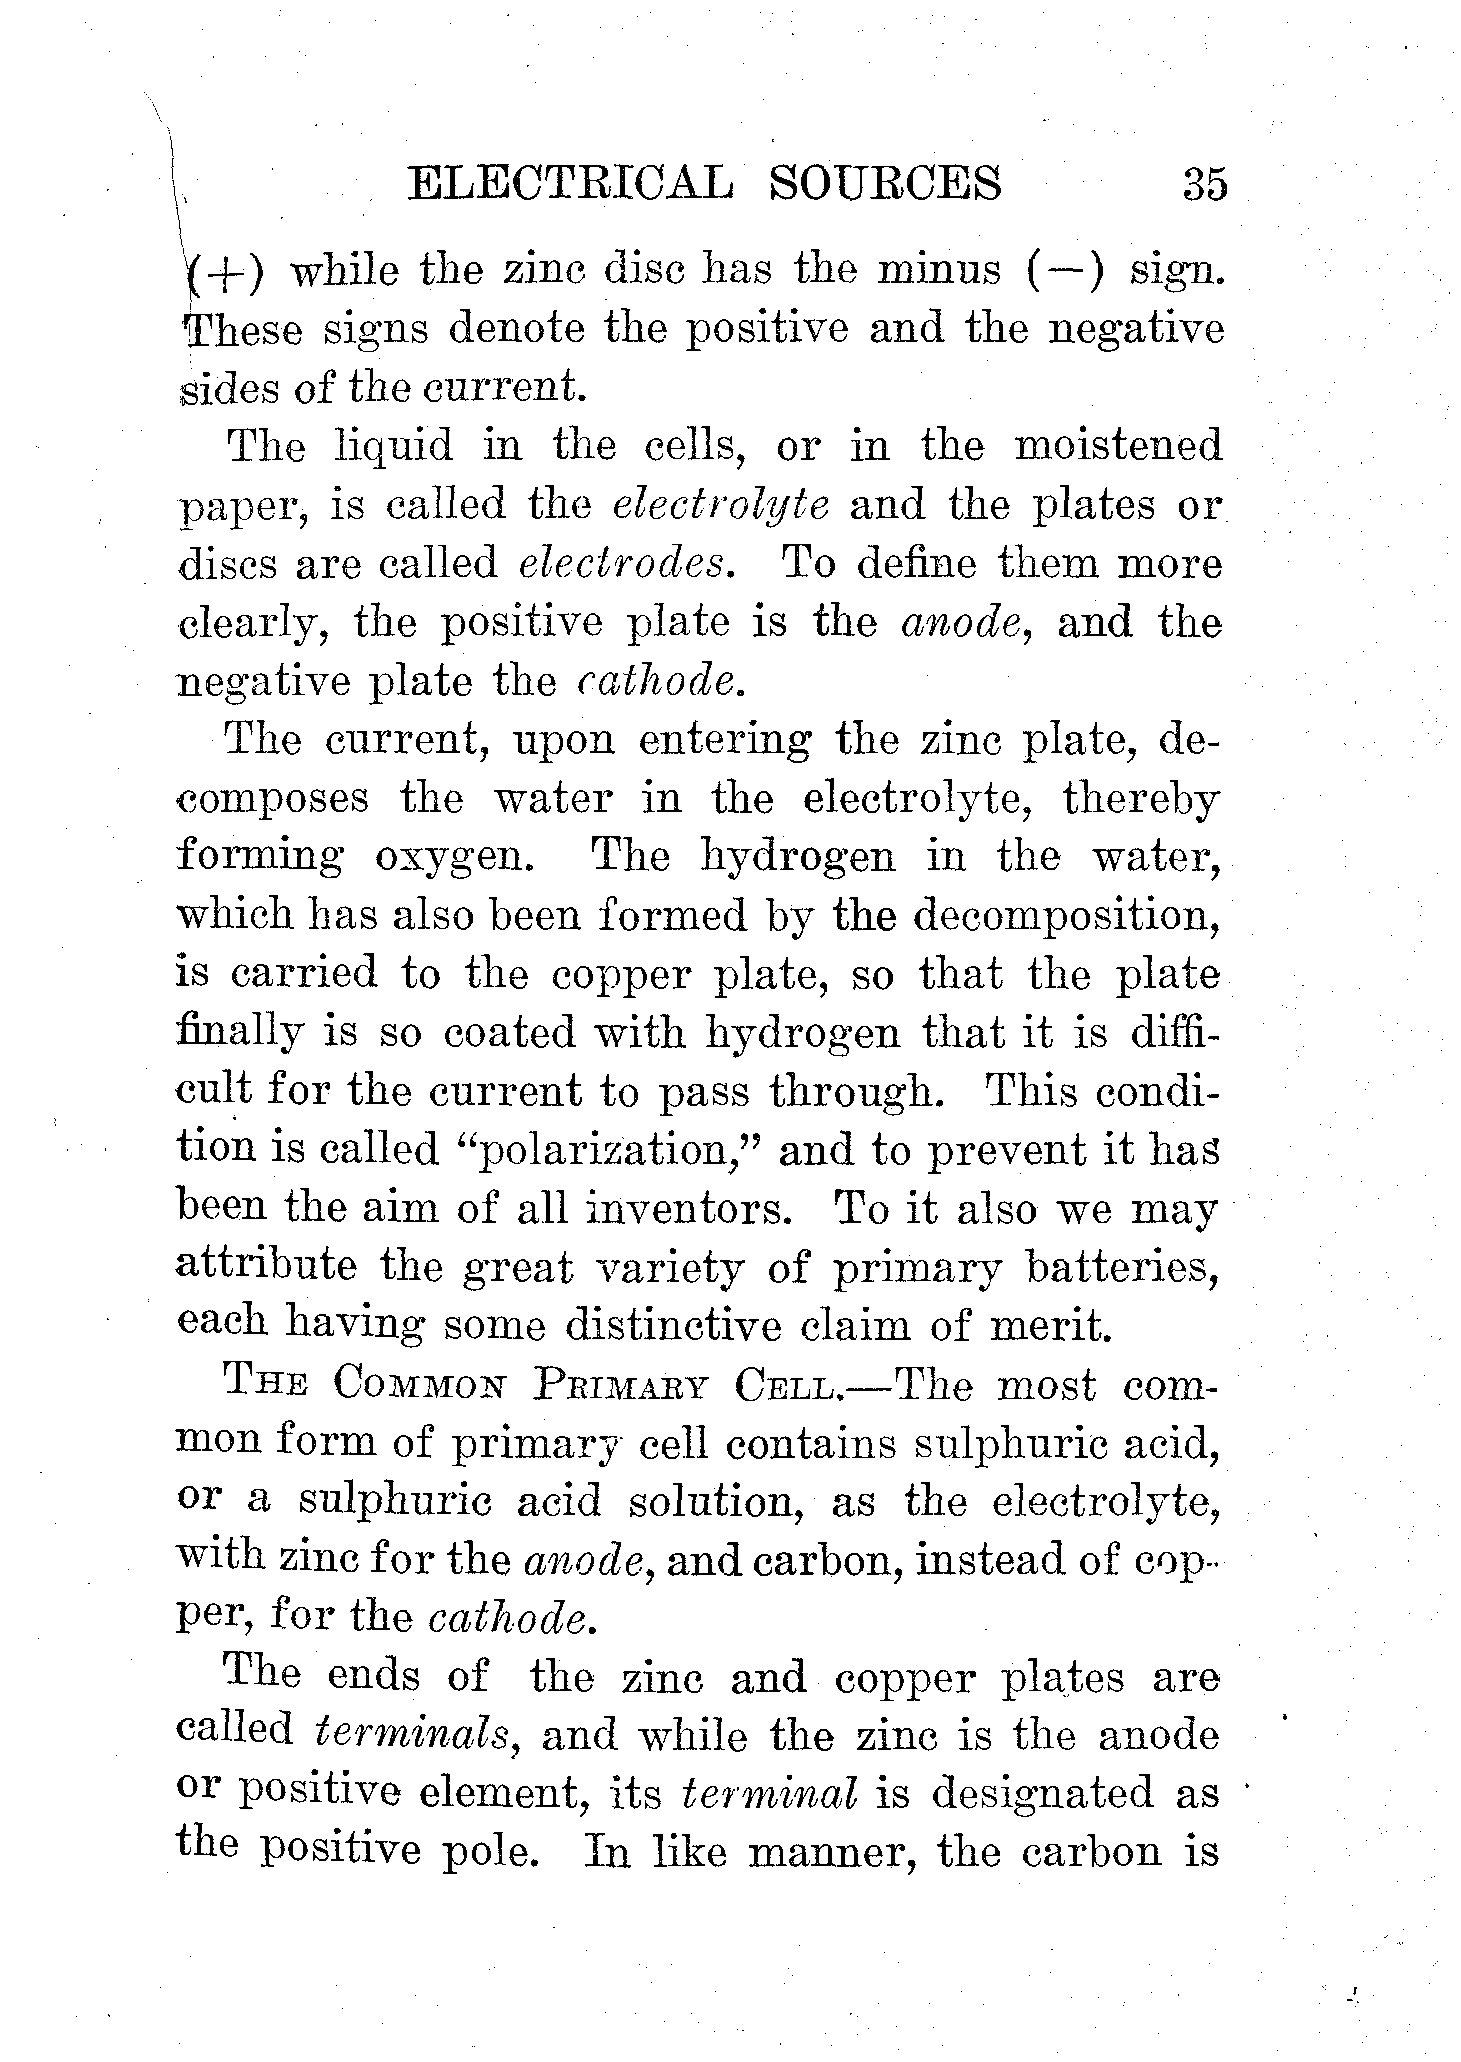 ELECTRICAL SOURCES 35
(+) while the zinc disc has the minus (—) sign.
These signs denote the positive and the negative
sides of the current.
The liquid in the cells, or in the moistened
paper, is called the electrolyte and the plates or
discs are called electrodes. To define them more
clearly, the positive plate is the anode, and the
negative plate the cathode.
The current, upon entering the zinc plate, de-
composes the water in the electrolyte, thereby
forming oxygen. The hydrogen in the water,
which has also been formed by the decomposition,
is carried to the copper plate, so that the plate
finally is so coated with hydrogen that it is diffi-
cult for the current to pass through. This condi-
tion is called “polarization,” and to prevent it has
been the aim of all inventors. To it also we may
attribute the great variety of primary batteries,
each having some distinctive claim of merit.
THE COMMON PRIMARY CELL.—The most com-
mon form of primary cell contains sulphuric acid,
or a sulphuric acid solution, as the electrolyte,
with zinc for the anode, and carbon, instead of cop-
per, for the cathode.
The ends of the zinc and copper plates are
called terminals, and while the zinc is the anode
or positive element, its terminal is designated as
the positive pole. In like manner, the carbon is